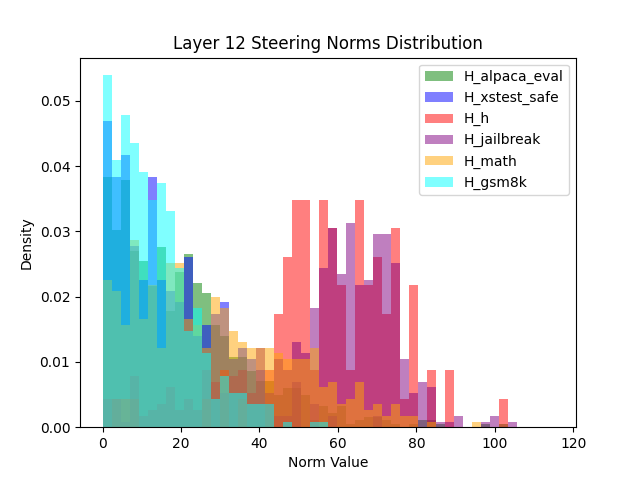 Layer 12 Steering Norms Distribution
H_alpaca_eval
H_xstest_safe
H_h
H_jailbreak
H_math
H_gsm8k
0.05
0.04
0.03
0.02
0.01
0.00
Density
0 20 40 60 80 100 120
Norm Value